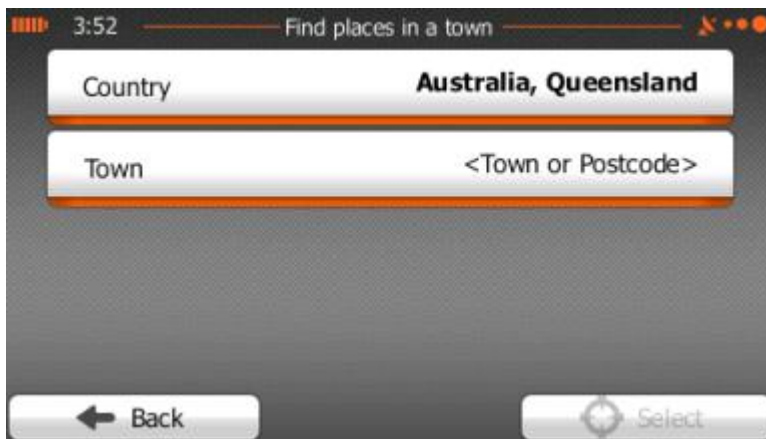 3:52 Find places in a town
Country Australia, Queensland
Town <Town or Postcode>
Back Select